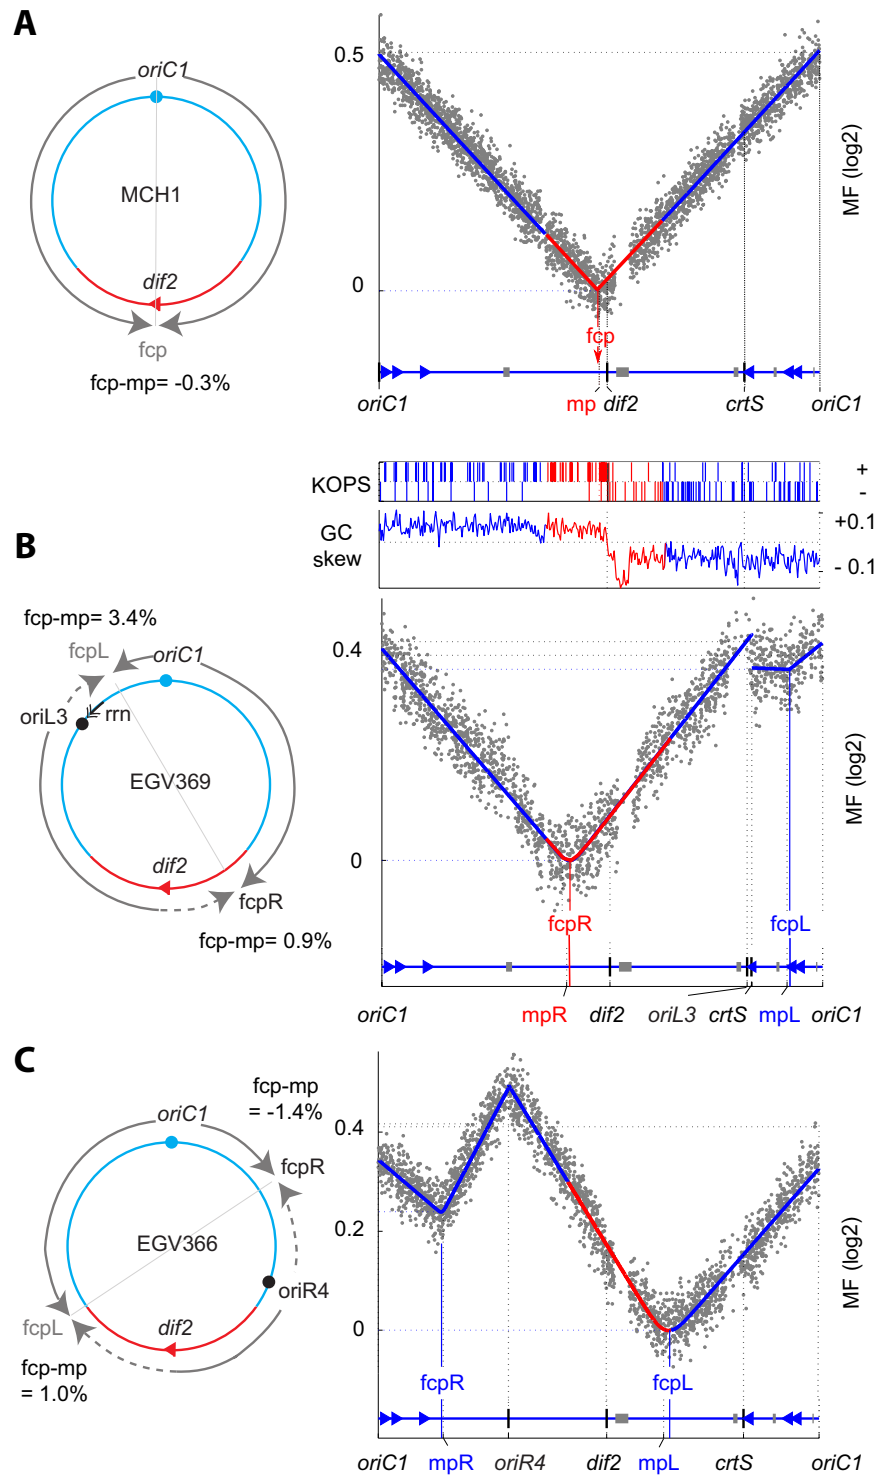 A
oriC1
MCH1
dif2
fcp
fcp-mp= -0.3%
0.5
0
MF (log2)
fcp
oriC1
mp
dif2
crtS
oriC1
KOPS
+
-
GC
skew
+0.1
- 0.1
B
fcp-mp= 3.4%
fcpL
oriC1
oriL3
rrn
EGV369
dif2
fcpR
fcp-mp= 0.9%
0.4
0
MF (log2)
fcpR
fcpL
oriC1
mpR
dif2
oriL3
crtS
mpL
oriC1
C
fcp-mp
= -1.4%
oriC1
fcpR
EGV366
oriR4
fcpL
dif2
fcp-mp
= 1.0%
0.4
0.2
0
MF (log2)
fcpR
fcpL
oriC1
mpR
oriR4
dif2
mpL
crtS
oriC1